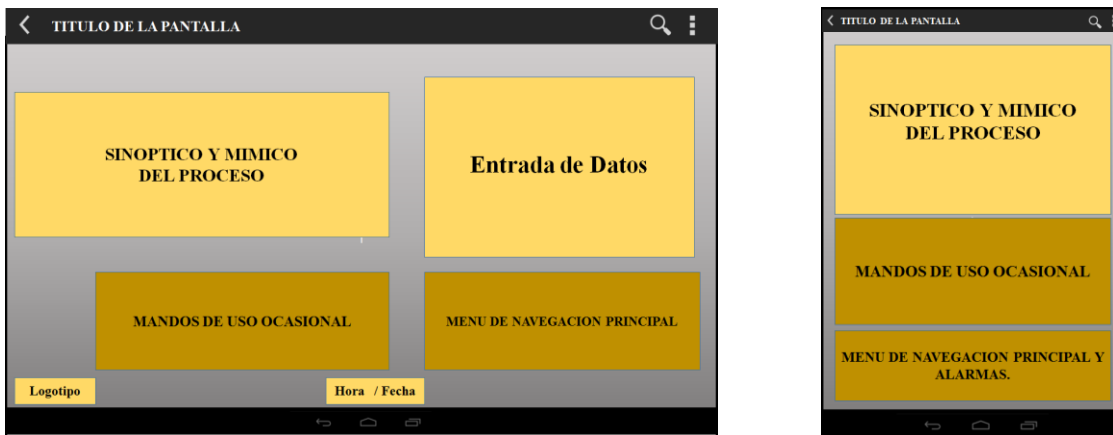 TITULO DE LA PANTALLA
SINOPTICO Y MIMICO
DEL PROCESO
Entrada de Datos
MANDOS DE USO OCASIONAL
MENU DE NAVEGACION PRINCIPAL
Logotipo
Hora / Fecha
TITULO DE LA PANTALLA
SINOPTICO Y MIMICO
DEL PROCESO
MANDOS DE USO OCASIONAL
MENU DE NAVEGACION PRINCIPAL Y
ALARMAS.